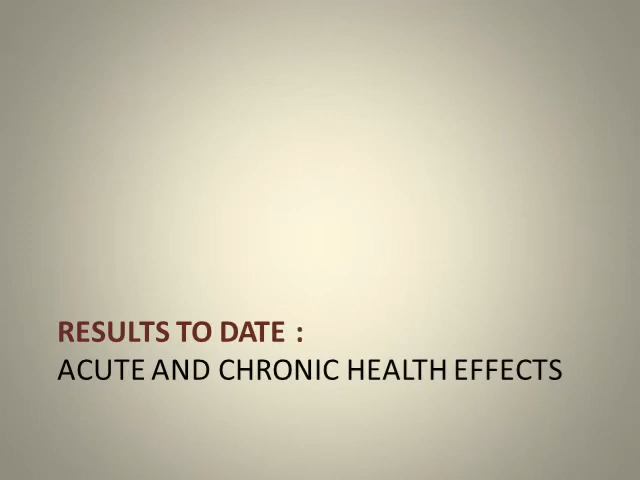 RESULTS TO DATE :
ACUTE AND CHRONIC HEALTH EFFECTS